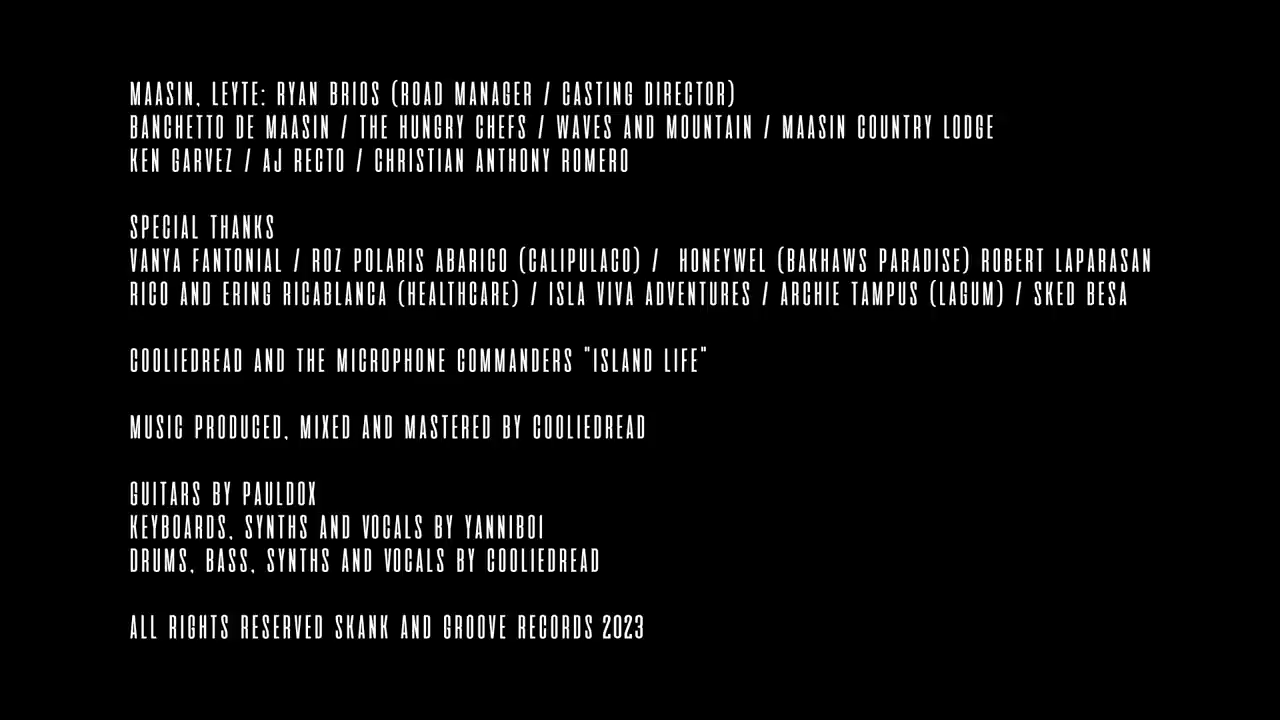 MAASIN, LEYTE: RYAN BRIOS (ROAD MANAGER / CASTING DIRECTOR)
BANCHETTO DE MAASIN / THE HUNGRY CHEFS / WAVES AND MOUNTAIN / MAASIN COUNTRY LODGE
KEN GARVEZ / AJ RECTO / CHRISTIAN ANTHONY ROMERO
SPECIAL THANKS
VANYA FANTONIAL / ROZ POLARIS ABARICO (CALIPULACO) / HONEYWEL (BAKHAWS PARADISE) ROBERT LAPARASAN
RICO AND ERING RICABLANCA (HEALTHCARE) / ISLA VIVA ADVENTURES / ARCHIE TAMPUS (LAGUM) / SKED BESA
COOLIEDREAD AND THE MICROPHONE COMMANDERS "ISLAND LIFE"
MUSIC PRODUCED, MIXED AND MASTERED BY COOLIEDREAD
GUITARS BY PAULDOX
KEYBOARDS, SYNTHS AND VOCALS BY YANNIBOI
DRUMS, BASS, SYNTHS AND VOCALS BY COOLIEDREAD
ALL RIGHTS RESERVED SKANK AND GROOVE RECORDS 2023